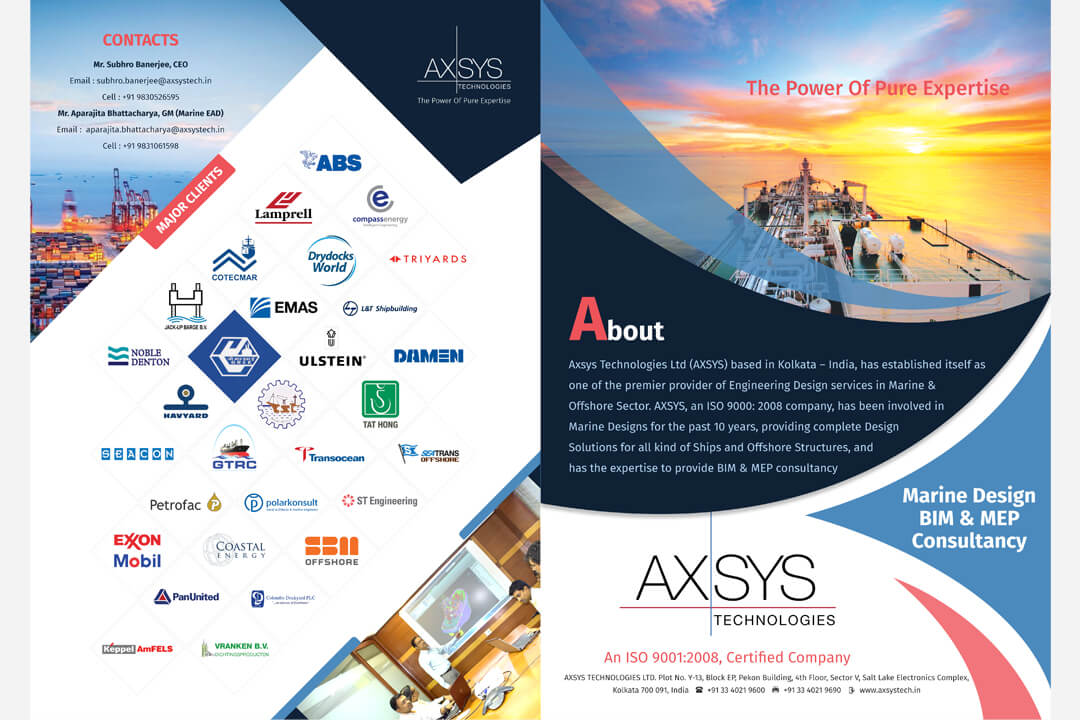 CONTACTS
Mr. Subhro Banerjee, CEO
Email : subhro.banerjee@axsystech.in
Cell : +91 9830526595
Mr. Aparajita Bhattacharya, GM (Marine EAD)
Email : aparajita.bhattacharya@axsystech.in
Cell : +91 9831061598
AXSYS
TECHNOLOGIES
The Power Of Pure Expertise
MAJOR CLIENTS
ABS
Lamprell
compassenergy
COTECMAR
Drydocks
World
TRIYARDS
JACK-UP BARGE B.V.
EMAS
L&T Shipbuilding
NOBLE
DENTON
ULSTEIN®
DAMEN
HAVYARD
TSL
TAT HONG
SEACON
GTRC
Transocean
SEATRANS
OFFSHORE
Petrofac
polarkonsult
ST Engineering
EXXON
Mobil
COASTAL
ENERGY
SBM
OFFSHORE
PanUnited
Colombo Dockyard PLC
Keppel AmFELS
VRANKEN B.V.
The Power Of Pure Expertise
About
Axsys Technologies Ltd (AXSYS) based in Kolkata – India, has established itself as
one of the premier provider of Engineering Design services in Marine &
Offshore Sector. AXSYS, an ISO 9000: 2008 company, has been involved in
Marine Designs for the past 10 years, providing complete Design
Solutions for all kind of Ships and Offshore Structures, and
has the expertise to provide BIM & MEP consultancy
Marine Design
BIM & MEP
Consultancy
AXSYS
TECHNOLOGIES
An ISO 9001:2008, Certified Company
AXSYS TECHNOLOGIES LTD. Plot No. Y-13, Block EP, Pekon Building, 4th Floor, Sector V, Salt Lake Electronics Complex,
Kolkata 700 091, India +91 33 4021 9600 +91 33 4021 9690 www.axsystech.in